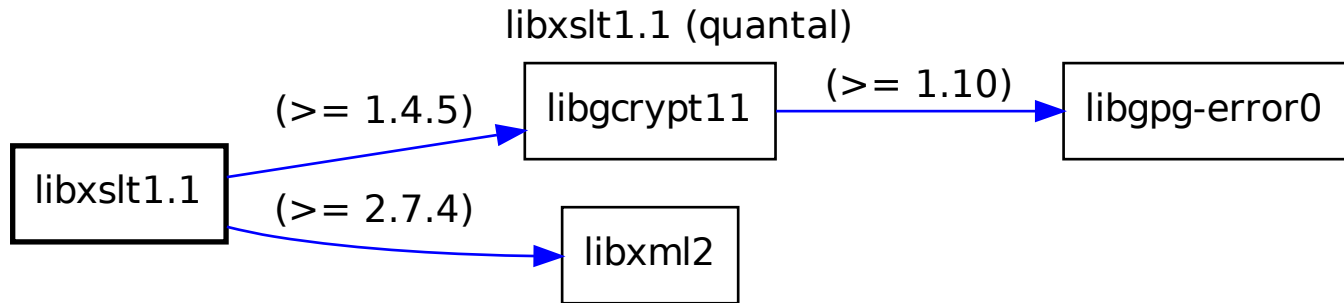 libxslt1.1 (quantal)
(>= 1.4.5)
libgcrypt11
(>= 1.10)
libgpg-error0
libxslt1.1
(>= 2.7.4)
libxml2